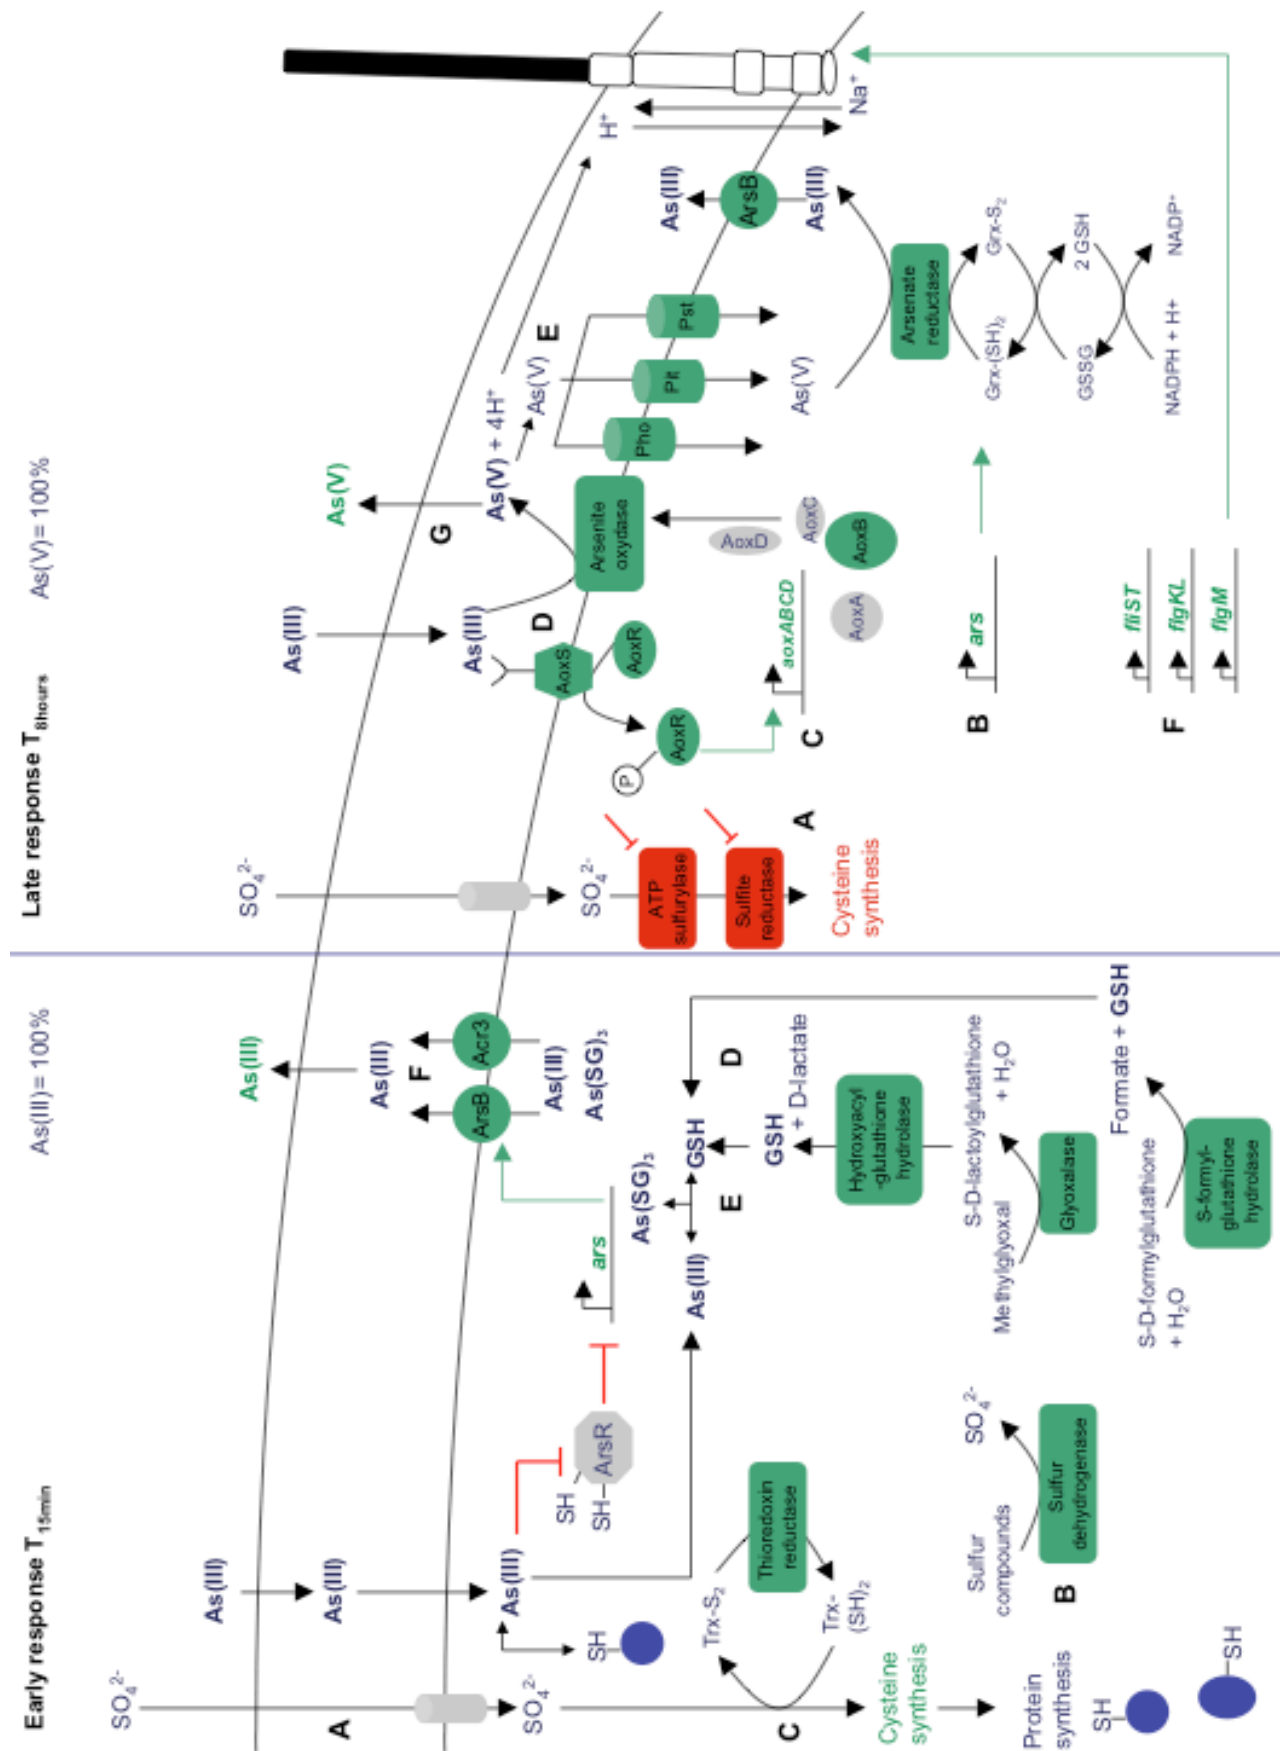 Early response T15min
As(III)= 100%
SO4 2-
As(III)
As(III)
As(III)
As(III)
A
F
ArsB
Acr3
SO4 2-
As(III)
As(III)
As(SG)3
SH
SH
SH
ArsR
ars
As(SG)3
As(III)
GSH
E
D
Trx-S2
Thioredoxin
reductase
Trx-
(SH)2
C
GSH
+ D-lactate
Hydroxyacyl
-glutathione
hydrolase
Cysteine
synthesis
S-D-lactoylglutathione
+ H2O
Methylglyoxal
Glyoxalase
Sulfur
compounds
SO4 2-
Sulfur
dehydrogenase
B
Protein
synthesis
SH
SH
Formate + GSH
S-D-formylglutathione
+ H2O
S-formyl-
glutathione
hydrolase
Late response T8hours
As(V)= 100%
SO4 2-
As(III)
As(V)
G
As(III)
As(V) + 4H+
H+
D
As(V)
E
AoxS
AoxR
Arsenite
oxydase
Pho
Pit
Pst
As(III)
ArsB
As(III)
Na+
SO4 2-
ATP
sulfurylase
Sulfite
reductase
A
Cysteine
synthesis
P
AoxR
C
aoxABCD
AoxD
AoxC
AoxB
AoxA
As(V)
Arsenate
reductase
Grx-(SH)2
Grx-S2
GSSG
2 GSH
NADPH + H+
NADP+
B
ars
F
fliST
flgKL
flgM